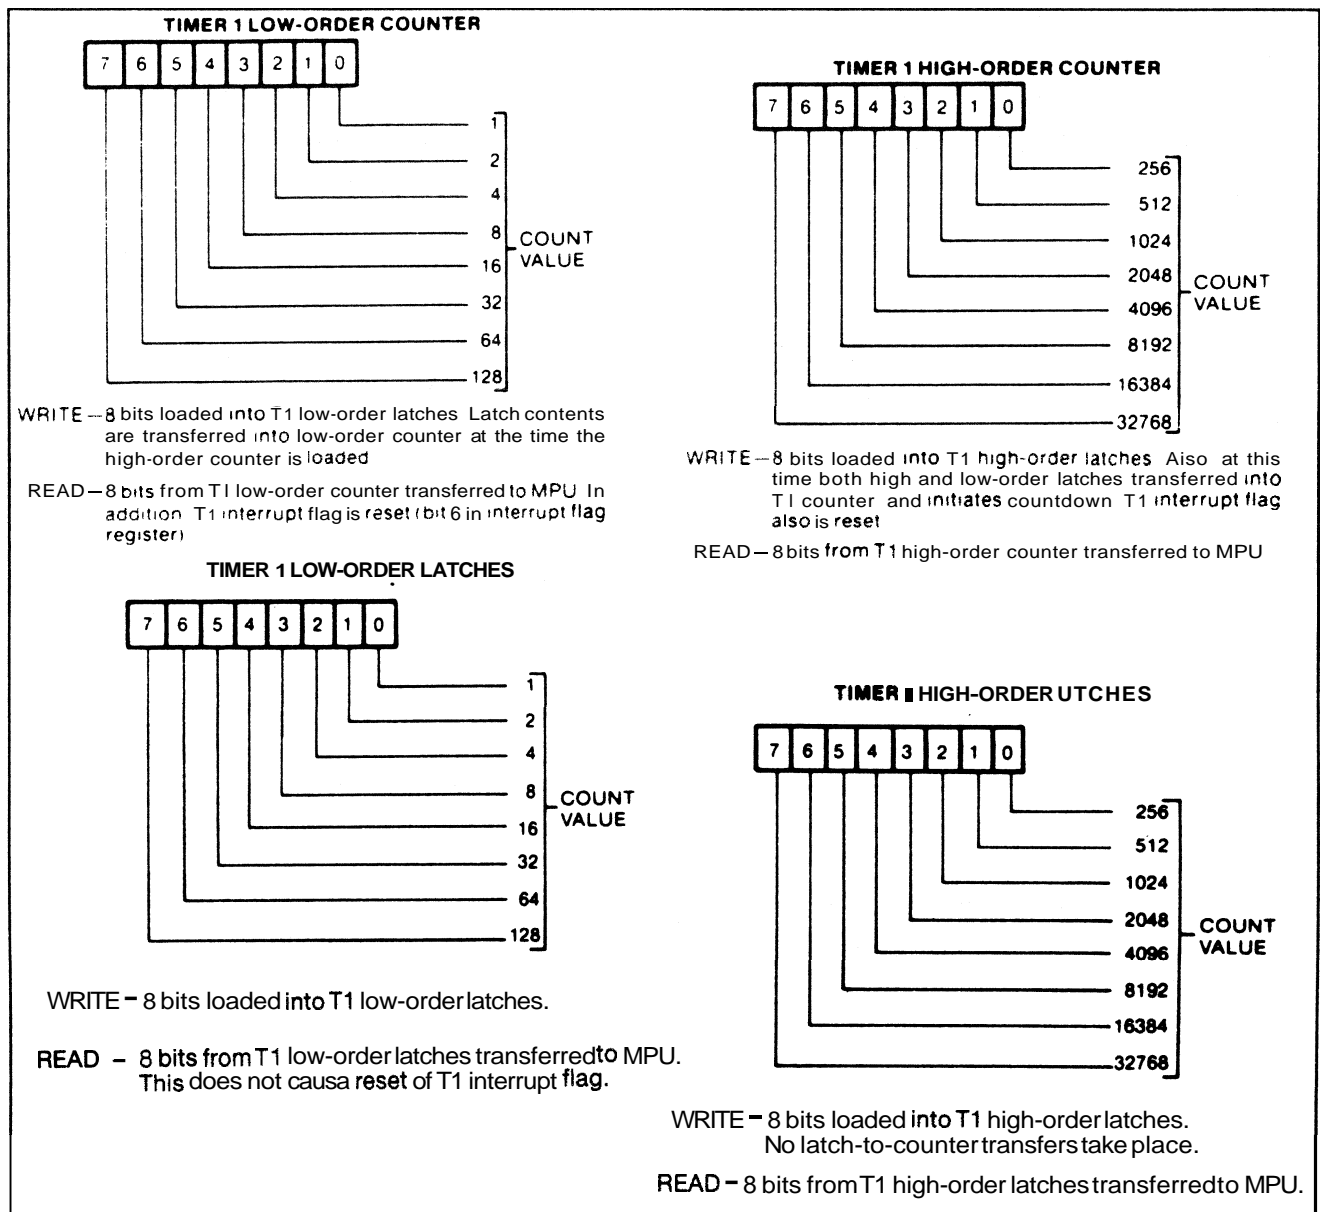 TIMER 1 LOW-ORDER COUNTER
7 6 5 4 3 2 1 0
1
2
4
8
16
32
64
128
COUNT
VALUE
WRITE — 8 bits loaded into T1 low-order latches Latch contents
are transferred into low-order counter at the time the
high-order counter is loaded
READ — 8 bits from T1 low-order counter transferred to MPU In
addition T1 interrupt flag is reset (bit 6 in interrupt flag
register)
TIMER 1 HIGH-ORDER COUNTER
7 6 5 4 3 2 1 0
256
512
1024
2048
4096
8192
16384
32768
COUNT
VALUE
WRITE — 8 bits loaded into T1 high-order latches Also at this
time both high and low-order latches transferred into
T1 counter and initiates countdown T1 interrupt flag
also is reset
READ — 8 bits from T1 high-order counter transferred to MPU
TIMER 1 LOW-ORDER LATCHES
7 6 5 4 3 2 1 0
1
2
4
8
16
32
64
128
COUNT
VALUE
WRITE – 8 bits loaded into T1 low-order latches.
READ – 8 bits from T1 low-order latches transferred to MPU.
This does not causa reset of T1 interrupt flag.
TIMER HIGH-ORDER UTCHES
7 6 5 4 3 2 1 0
256
512
1024
2048
4096
8192
16384
32768
COUNT
VALUE
WRITE – 8 bits loaded into T1 high-order latches.
No latch-to-counter transfers take place.
READ – 8 bits from T1 high-order latches transferred to MPU.